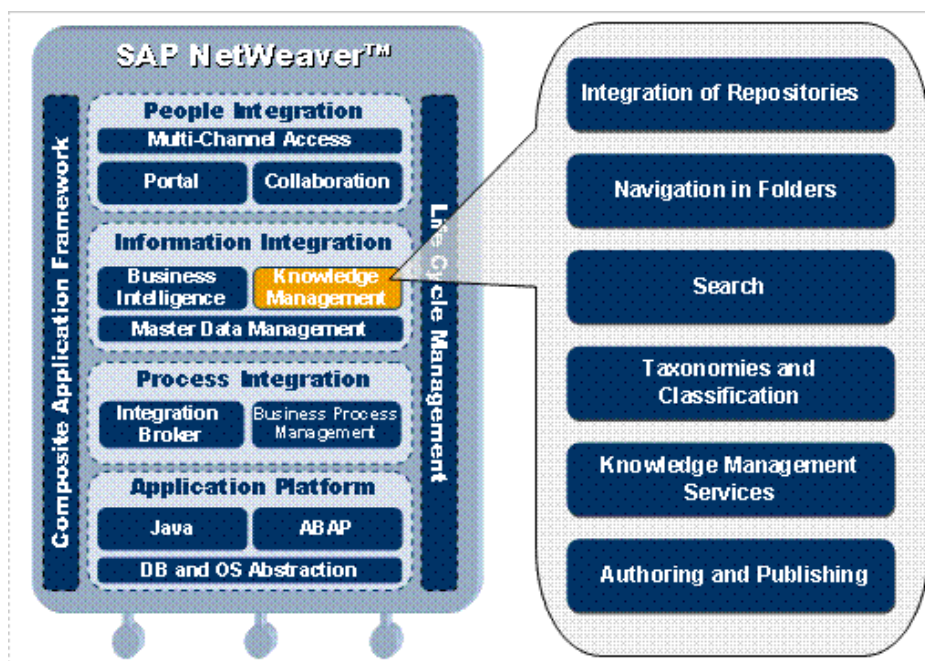 SAP NetWeaver™
Composite Application Framework
People Integration
Multi-Channel Access
Portal
Collaboration
Information Integration
Business
Intelligence
Knowledge
Management
Master Data Management
Process Integration
Integration
Broker
Business Process
Management
Application Platform
Java
ABAP
DB and OS Abstraction
Life Cycle Management
Integration of Repositories
Navigation in Folders
Search
Taxonomies and
Classification
Knowledge Management
Services
Authoring and Publishing